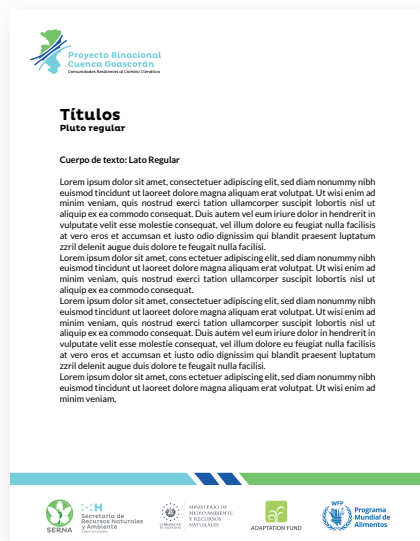 Proyecto Binacional
Cuenca Goascorán
Comunidades Resilientes al Cambio Climático
Títulos
Pluto regular
Cuerpo de texto: Lato Regular
Lorem ipsum dolor sit amet, consectetuer adipiscing elit, sed diam nonummy nibh
euismod tincidunt ut laoreet dolore magna aliquam erat volutpat. Ut wisi enim ad
minim veniam, quis nostrud exerci tation ullamcorper suscipit lobortis nisl ut
aliquip ex ea commodo consequat. Duis autem vel eum iriure dolor in hendrerit in
vulputate velit esse molestie consequat, vel illum dolore eu feugiat nulla facilisis
at vero eros et accumsan et iusto odio dignissim qui blandit praesent luptatum
zzril delenit augue duis dolore te feugait nulla facilisi.
Lorem ipsum dolor sit amet, cons ectetuer adipiscing elit, sed diam nonummy nibh
euismod tincidunt ut laoreet dolore magna aliquam erat volutpat. Ut wisi enim ad
minim veniam, quis nostrud exerci tation ullamcorper suscipit lobortis nisl ut
aliquip ex ea commodo consequat.
Lorem ipsum dolor sit amet, consectetuer adipiscing elit, sed diam nonummy nibh
euismod tincidunt ut laoreet dolore magna aliquam erat volutpat. Ut wisi enim ad
minim veniam, quis nostrud exerci tation ullamcorper suscipit lobortis nisl ut
aliquip ex ea commodo consequat. Duis autem vel eum iriure dolor in hendrerit in
vulputate velit esse molestie consequat, vel illum dolore eu feugiat nulla facilisis
at vero eros et accumsan et iusto odio dignissim qui blandit praesent luptatum
zzril delenit augue duis dolore te feugait nulla facilisi.
Lorem ipsum dolor sit amet, cons ectetuer adipiscing elit, sed diam nonummy nibh
euismod tincidunt ut laoreet dolore magna aliquam erat volutpat. Ut wisi enim ad
minim veniam,
SERNA
H
Secretaría de
Recursos Naturales
y Ambiente
GOBIERNO DE
EL SALVADOR
MINISTERIO DE
MEDIO AMBIENTE
Y RECURSOS
NATURALES
ADAPTATION FUND
WFP
Programa
Mundial de
Alimentos